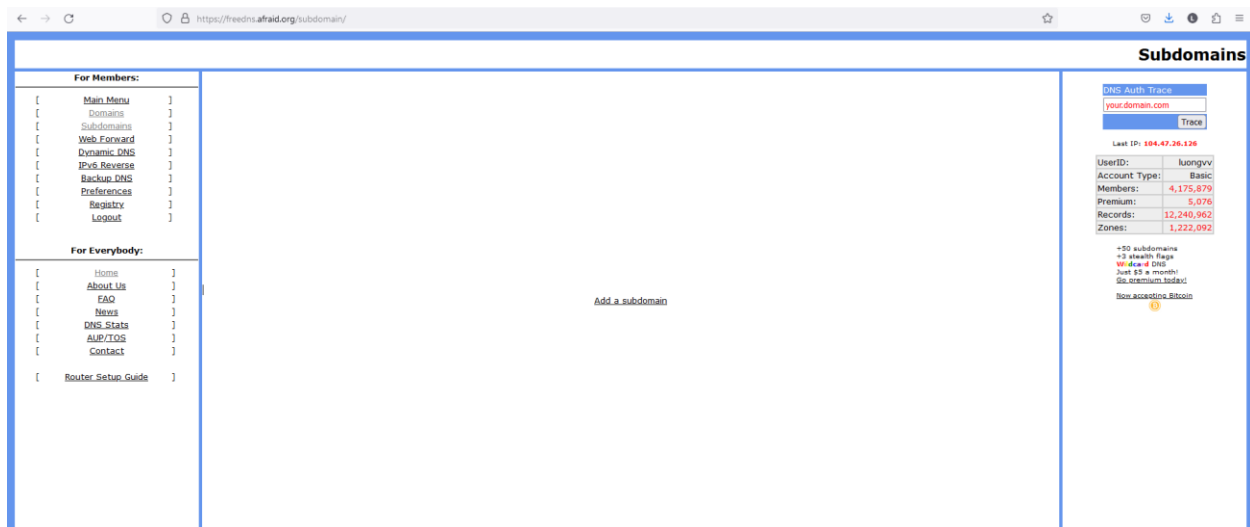 https://freedns.afraid.org/subdomain/
Subdomains
For Members:
[ Main Menu ]
[ Domains ]
[ Subdomains ]
[ Web Forward ]
[ Dynamic DNS ]
[ IPv6 Reverse ]
[ Backup DNS ]
[ Preferences ]
[ Registry ]
[ Logout ]
For Everybody:
[ Home ]
[ About Us ]
[ FAQ ]
[ News ]
[ DNS Stats ]
[ AUP/TOS ]
[ Contact ]
[ Router Setup Guide ]
Add a subdomain
DNS Auth Trace
your.domain.com
Trace
Last IP: 104.47.26.126
UserID: luongvv
Account Type: Basic
Members: 4,175,879
Premium: 5,076
Records: 12,240,962
Zones: 1,222,092
+50 subdomains
+3 stealth flags
Wildcard DNS
Just $5 a month!
Go premium today!
Now accepting Bitcoin